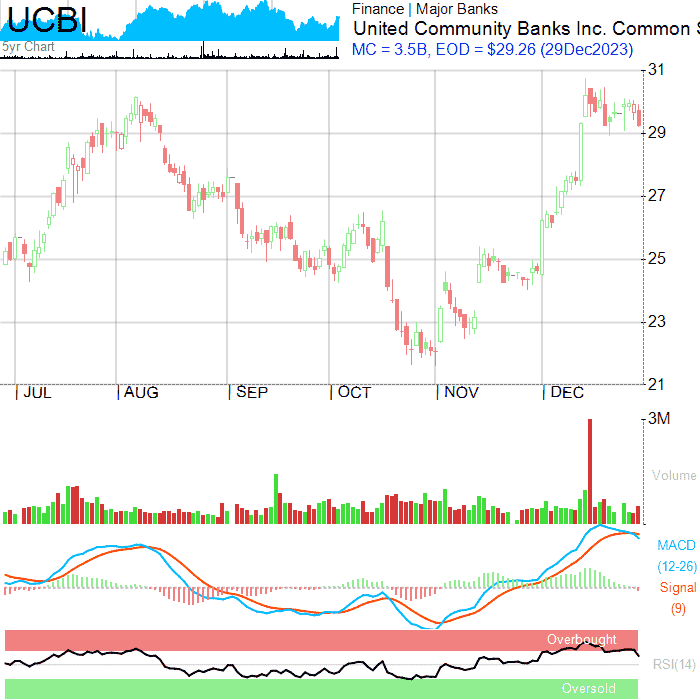 UCBI
5yr Chart
Finance | Major Banks
United Community Banks Inc. Common
MC = 3.5B, EOD = $29.26 (29Dec2023)
31
29
27
25
23
21
JUL AUG SEP OCT NOV DEC
3M
Volume
MACD
(12-26)
Signal
(9)
Overbought
RSI(14)
Oversold